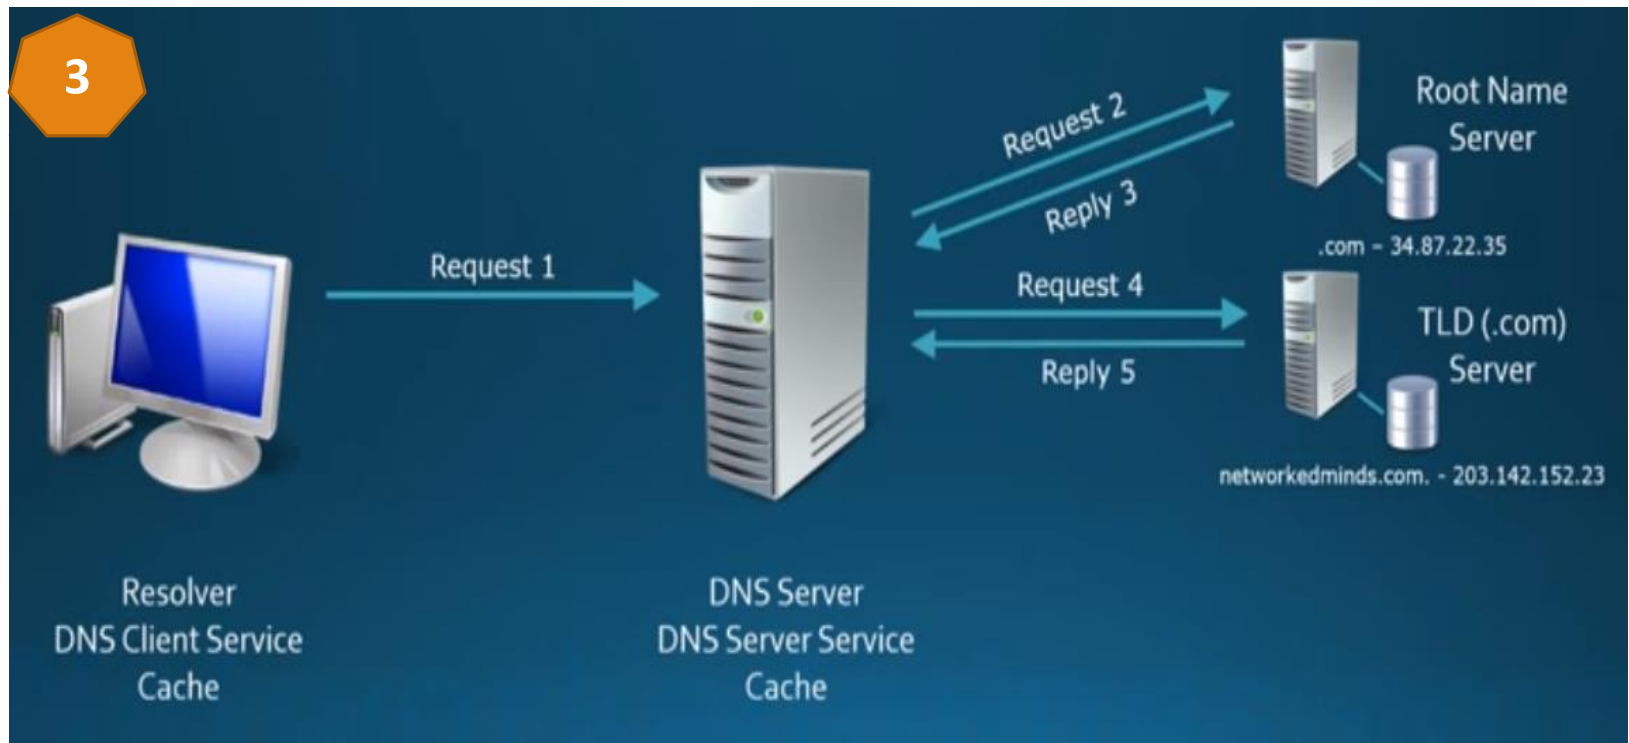 3
Request 1
Request 2
Reply 3
Request 4
Reply 5
Root Name
Server
.com – 34.87.22.35
TLD (.com)
Server
networkedminds.com. - 203.142.152.23
Resolver
DNS Client Service
Cache
DNS Server
DNS Server Service
Cache